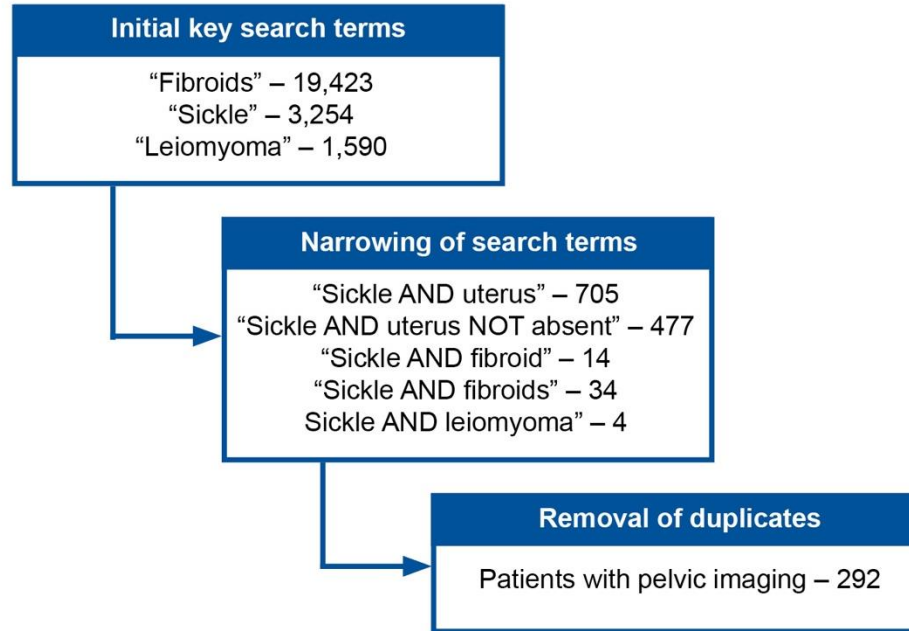 Initial key search terms
“Fibroids” – 19,423
“Sickle” – 3,254
“Leiomyoma” – 1,590
Narrowing of search terms
“Sickle AND uterus” – 705
“Sickle AND uterus NOT absent” – 477
“Sickle AND fibroid” – 14
“Sickle AND fibroids” – 34
Sickle AND leiomyoma” – 4
Removal of duplicates
Patients with pelvic imaging – 292